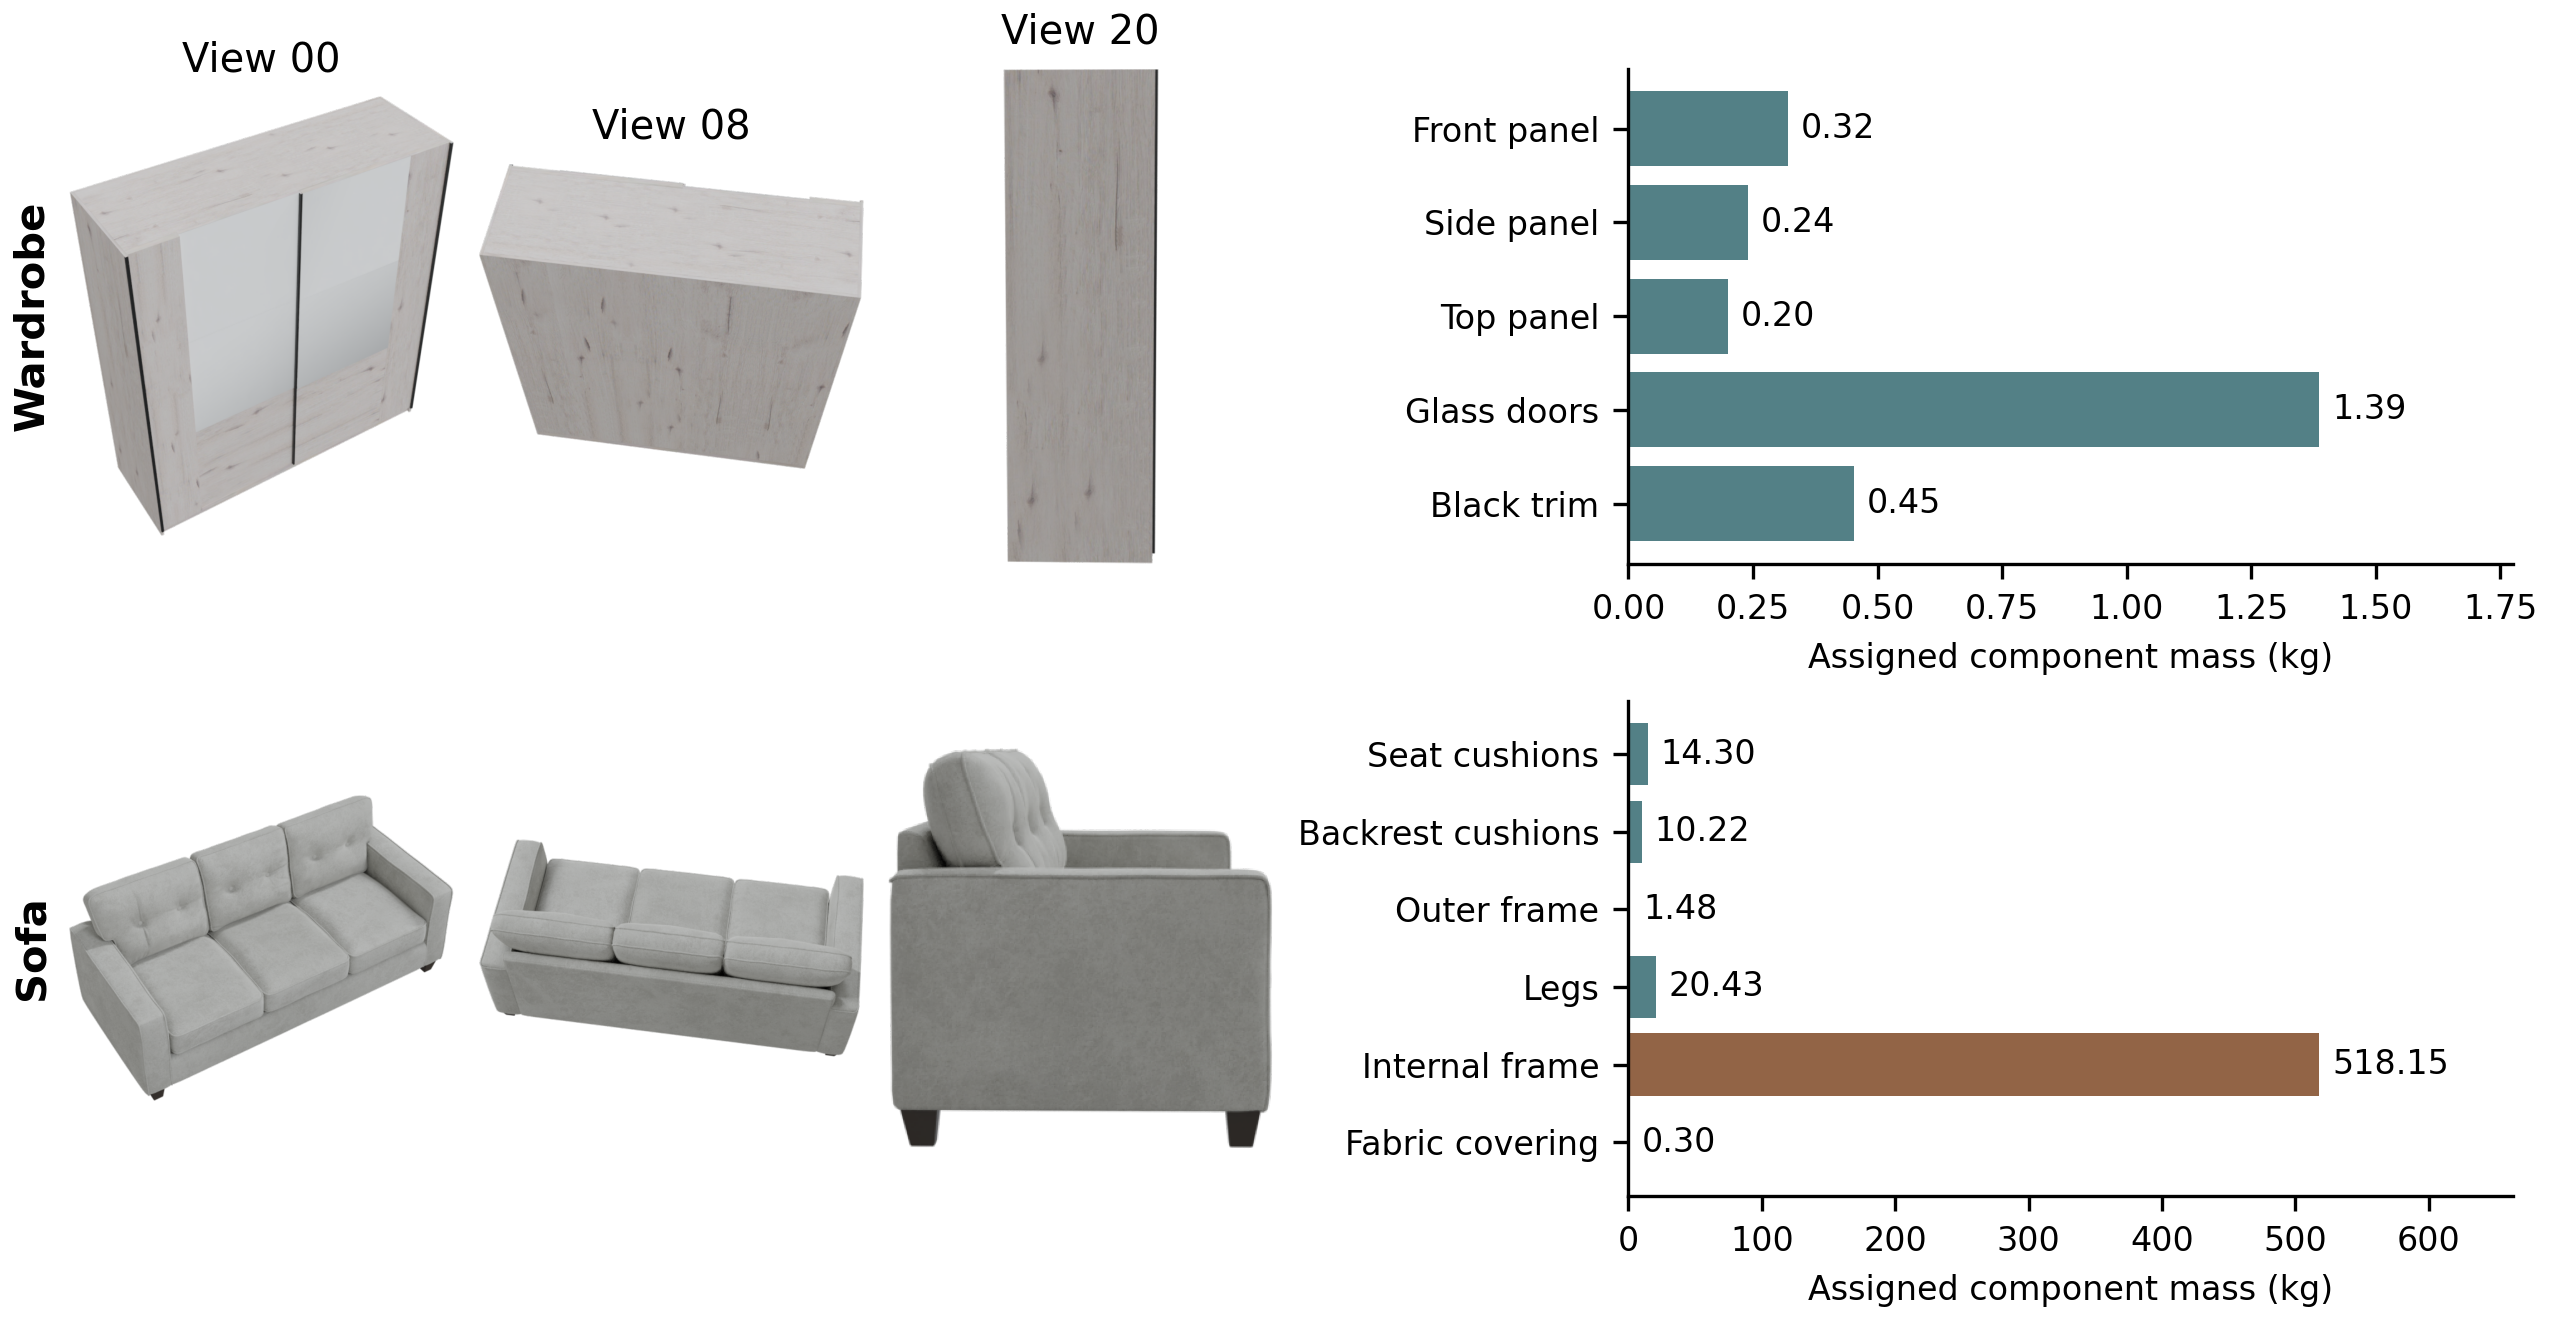 View 00
View 08
View 20
Wardrobe
Front panel
0.32
Side panel
0.24
Top panel
0.20
Glass doors
1.39
Black trim
0.45
0.00 0.25 0.50 0.75 1.00 1.25 1.50 1.75
Assigned component mass (kg)
Sofa
Seat cushions
14.30
Backrest cushions
10.22
Outer frame
1.48
Legs
20.43
Internal frame
518.15
Fabric covering
0.30
0 100 200 300 400 500 600
Assigned component mass (kg)